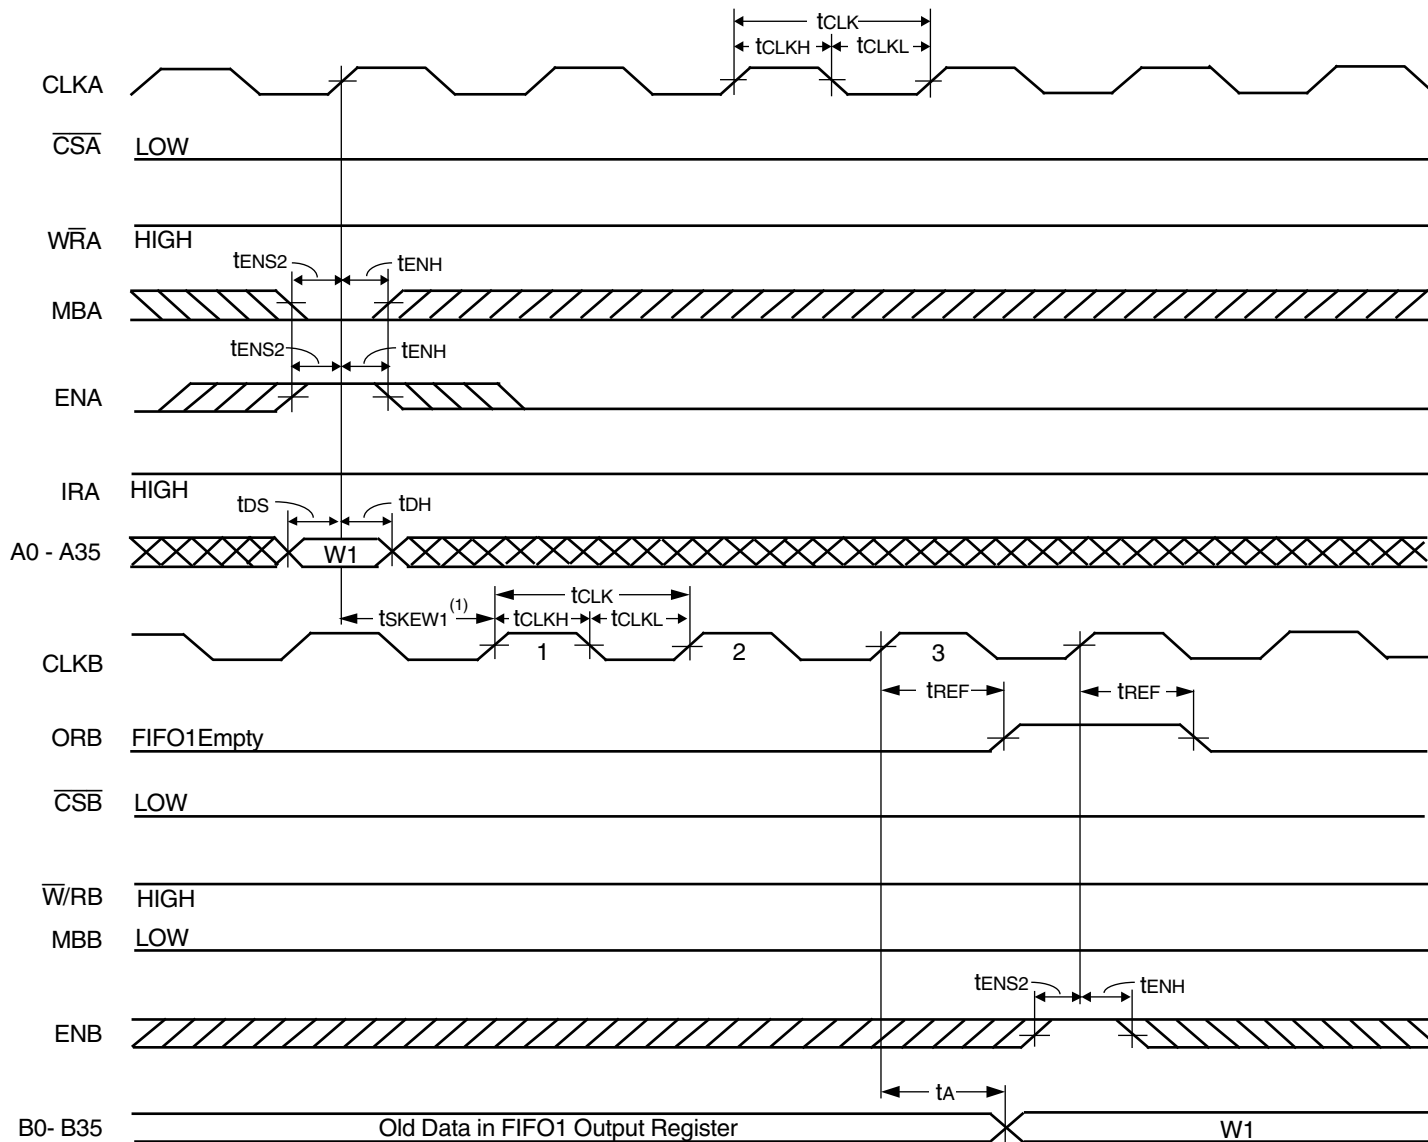 tCLK
tCLKH tCLKL
CLKA
CSA LOW
WRA HIGH
tENS2 tENH
MBA
tENS2 tENH
ENA
IRA HIGH
tDS tDH
A0 - A35 W1
tCLK
tSKEW1(1) tCLKH tCLKL
CLKB 1 2 3
tREF tREF
ORB FIFO1Empty
CSB LOW
W/RB HIGH
MBB LOW
tENS2 tENH
ENB
tA
B0- B35 Old Data in FIFO1 Output Register W1